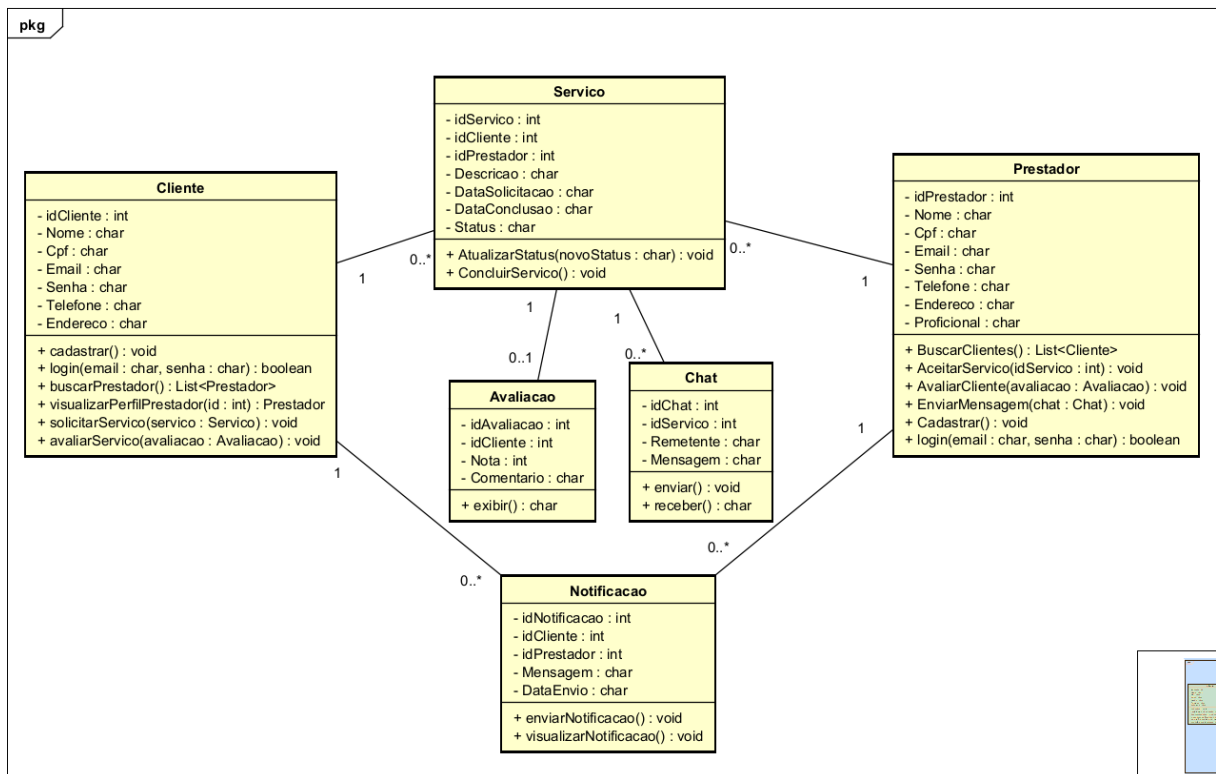 pkg
Servico
- idServico : int
- idCliente : int
- idPrestador : int
- Descricao : char
- DataSolicitacao : char
- DataConclusao : char
- Status : char
+ AtualizarStatus(novoStatus : char) : void
+ ConcluirServico() : void
Cliente
- idCliente : int
- Nome : char
- Cpf : char
- Email : char
- Senha : char
- Telefone : char
- Endereco : char
+ cadastrar() : void
+ login(email : char, senha : char) : boolean
+ buscarPrestador() : List<Prestador>
+ visualizarPerfilPrestador(id : int) : Prestador
+ solicitarServico(servico : Servico) : void
+ avaliarServico(avaliacao : Avaliacao) : void
Prestador
- idPrestador : int
- Nome : char
- Cpf : char
- Email : char
- Senha : char
- Telefone : char
- Endereco : char
- Proficional : char
+ BuscarClientes() : List<Cliente>
+ AceitarServico(idServico : int) : void
+ AvaliarCliente(avaliacao : Avaliacao) : void
+ EnviarMensagem(chat : Chat) : void
+ Cadastrar() : void
+ login(email : char, senha : char) : boolean
1
0..*
0..*
1
1
0..1
1
0..*
Avaliacao
- idAvaliacao : int
- idCliente : int
- Nota : int
- Comentario : char
+ exibir() : char
Chat
- idChat : int
- idServico : int
- Remetente : char
- Mensagem : char
+ enviar() : void
+ receber() : char
1
0..*
1
0..*
Notificacao
- idNotificacao : int
- idCliente : int
- idPrestador : int
- Mensagem : char
- DataEnvio : char
+ enviarNotificacao() : void
+ visualizarNotificacao() : void